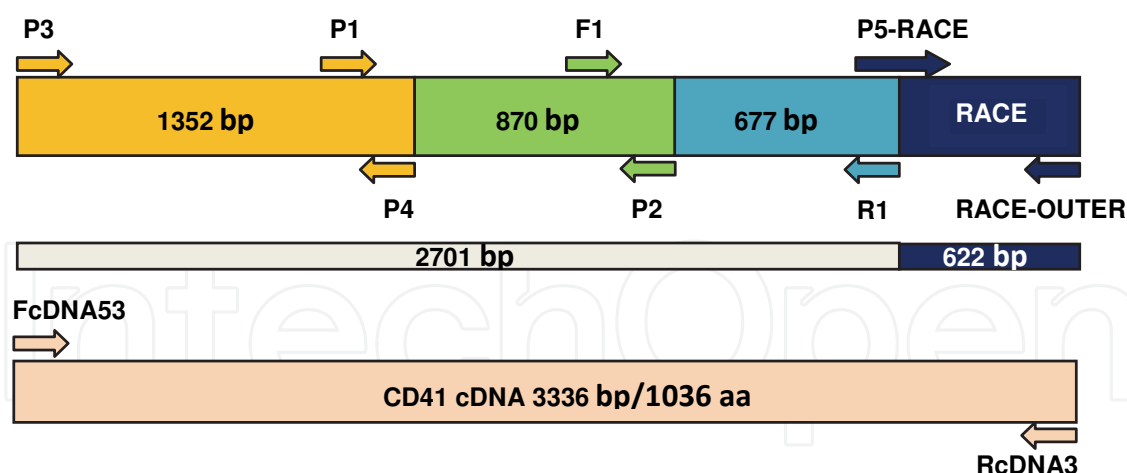 P3 P1 F1 P5-RACE
1352 bp 870 bp 677 bp RACE
P4 P2 R1 RACE-OUTER
2701 bp 622 bp
FcDNA53
CD41 cDNA 3336 bp/1036 aa
RcDNA3
IntechOpen